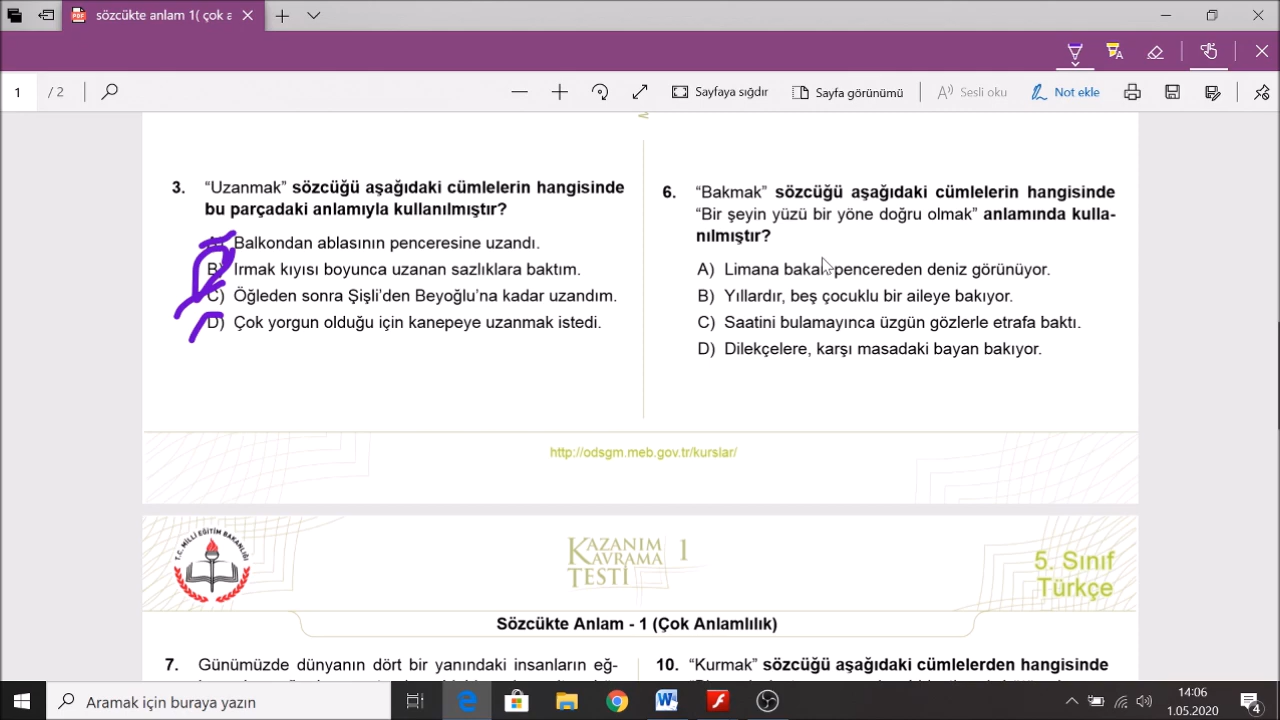 sözcükte anlam 1( çok a
1 / 2
Sayfaya sığdır
Sayfa görünümü
Sesli oku
Not ekle
3. “Uzanmak” sözcüğü aşağıdaki cümlelerin hangisinde
bu parçadaki anlamıyla kullanılmıştır?
A) Balkondan ablasının penceresine uzandı.
B) Irmak kıyısı boyunca uzanan sazlıklara baktım.
C) Öğleden sonra Şişli’den Beyoğlu’na kadar uzandım.
D) Çok yorgun olduğu için kanepeye uzanmak istedi.
6. “Bakmak” sözcüğü aşağıdaki cümlelerin hangisinde
“Bir şeyin yüzü bir yöne doğru olmak” anlamında kulla-
nılmıştır?
A) Limana bakan pencereden deniz görünüyor.
B) Yıllardır, beş çocuklu bir aileye bakıyor.
C) Saatini bulamayınca üzgün gözlerle etrafa baktı.
D) Dilekçelere, karşı masadaki bayan bakıyor.
http://odsgm.meb.gov.tr/kurslar/
T.C. MİLLÎ EĞİTİM BAKANLIĞI
KAZANIM
KAVRAMA
TESTİ
1
5. Sınıf
Türkçe
Sözcükte Anlam - 1 (Çok Anlamlılık)
7. Günümüzde dünyanın dört bir yanındaki insanların eğ-
10. “Kurmak” sözcüğü aşağıdaki cümlelerden hangisinde
Aramak için buraya yazın
14:06
1.05.2020
4